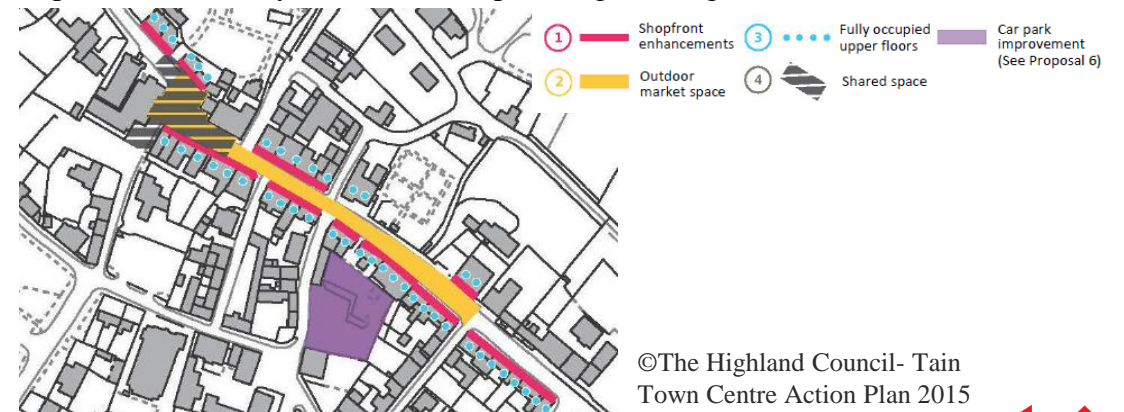 1 Shopfront enhancements
2 Outdoor market space
3 Fully occupied upper floors
4 Shared space
Car park improvement (See Proposal 6)
©The Highland Council- Tain
Town Centre Action Plan 2015